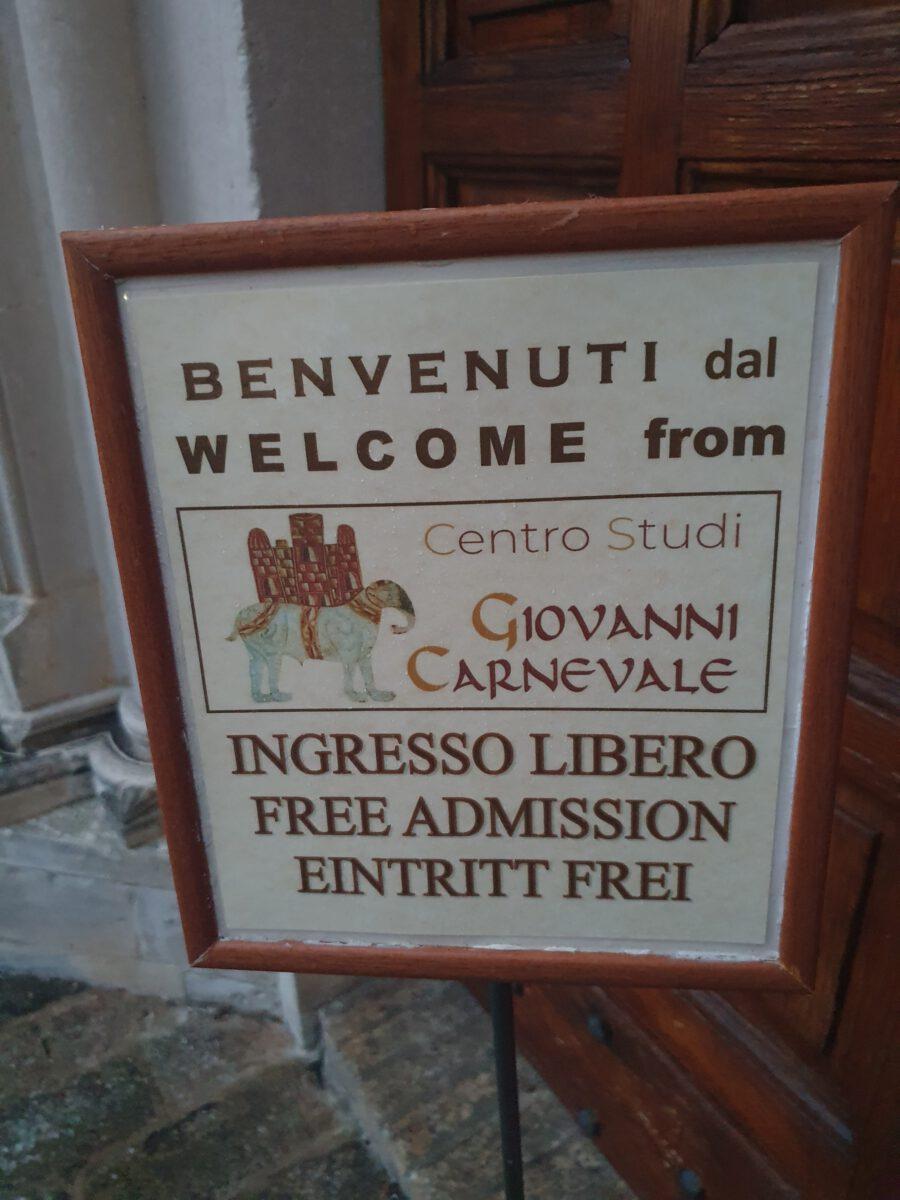 BENVENUTI dal
WELCOME from
Centro Studi
GIOVANNI
CARNEVALE
INGRESSO LIBERO
FREE ADMISSION
EINTRITT FREI